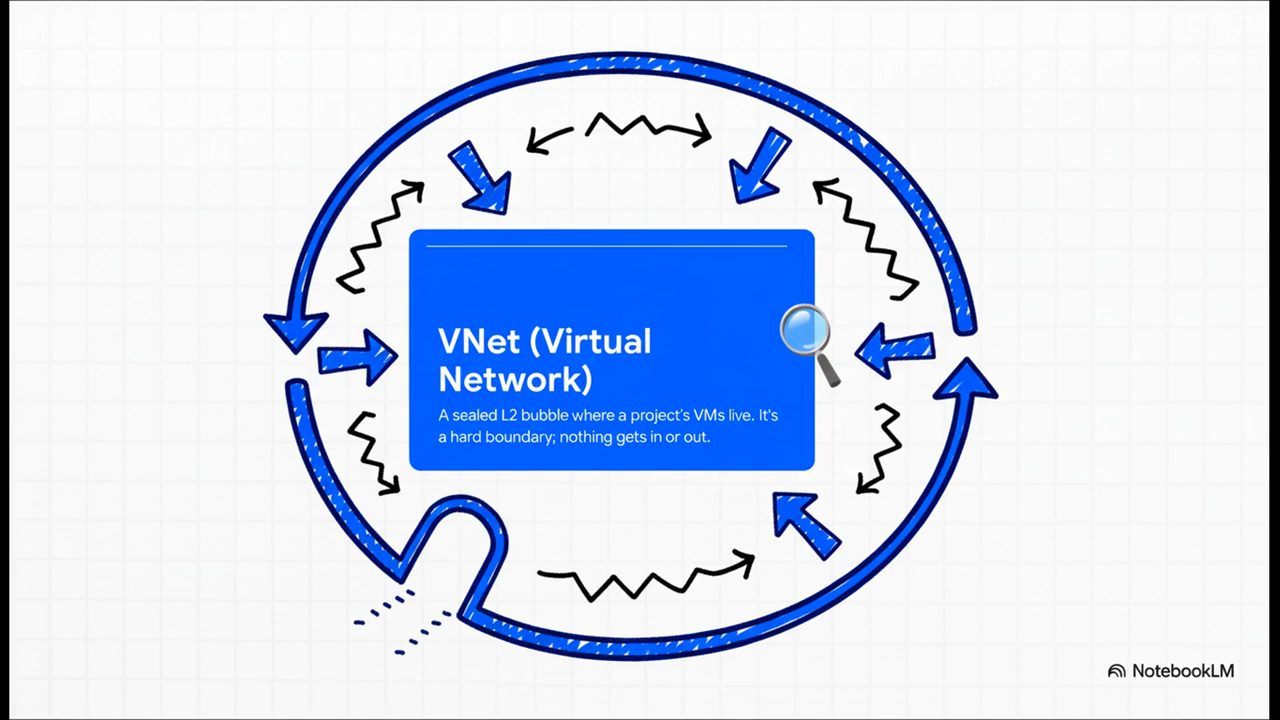 VNet (Virtual
Network)
A sealed L2 bubble where a project's VMs live. It's
a hard boundary; nothing gets in or out.
NotebookLM